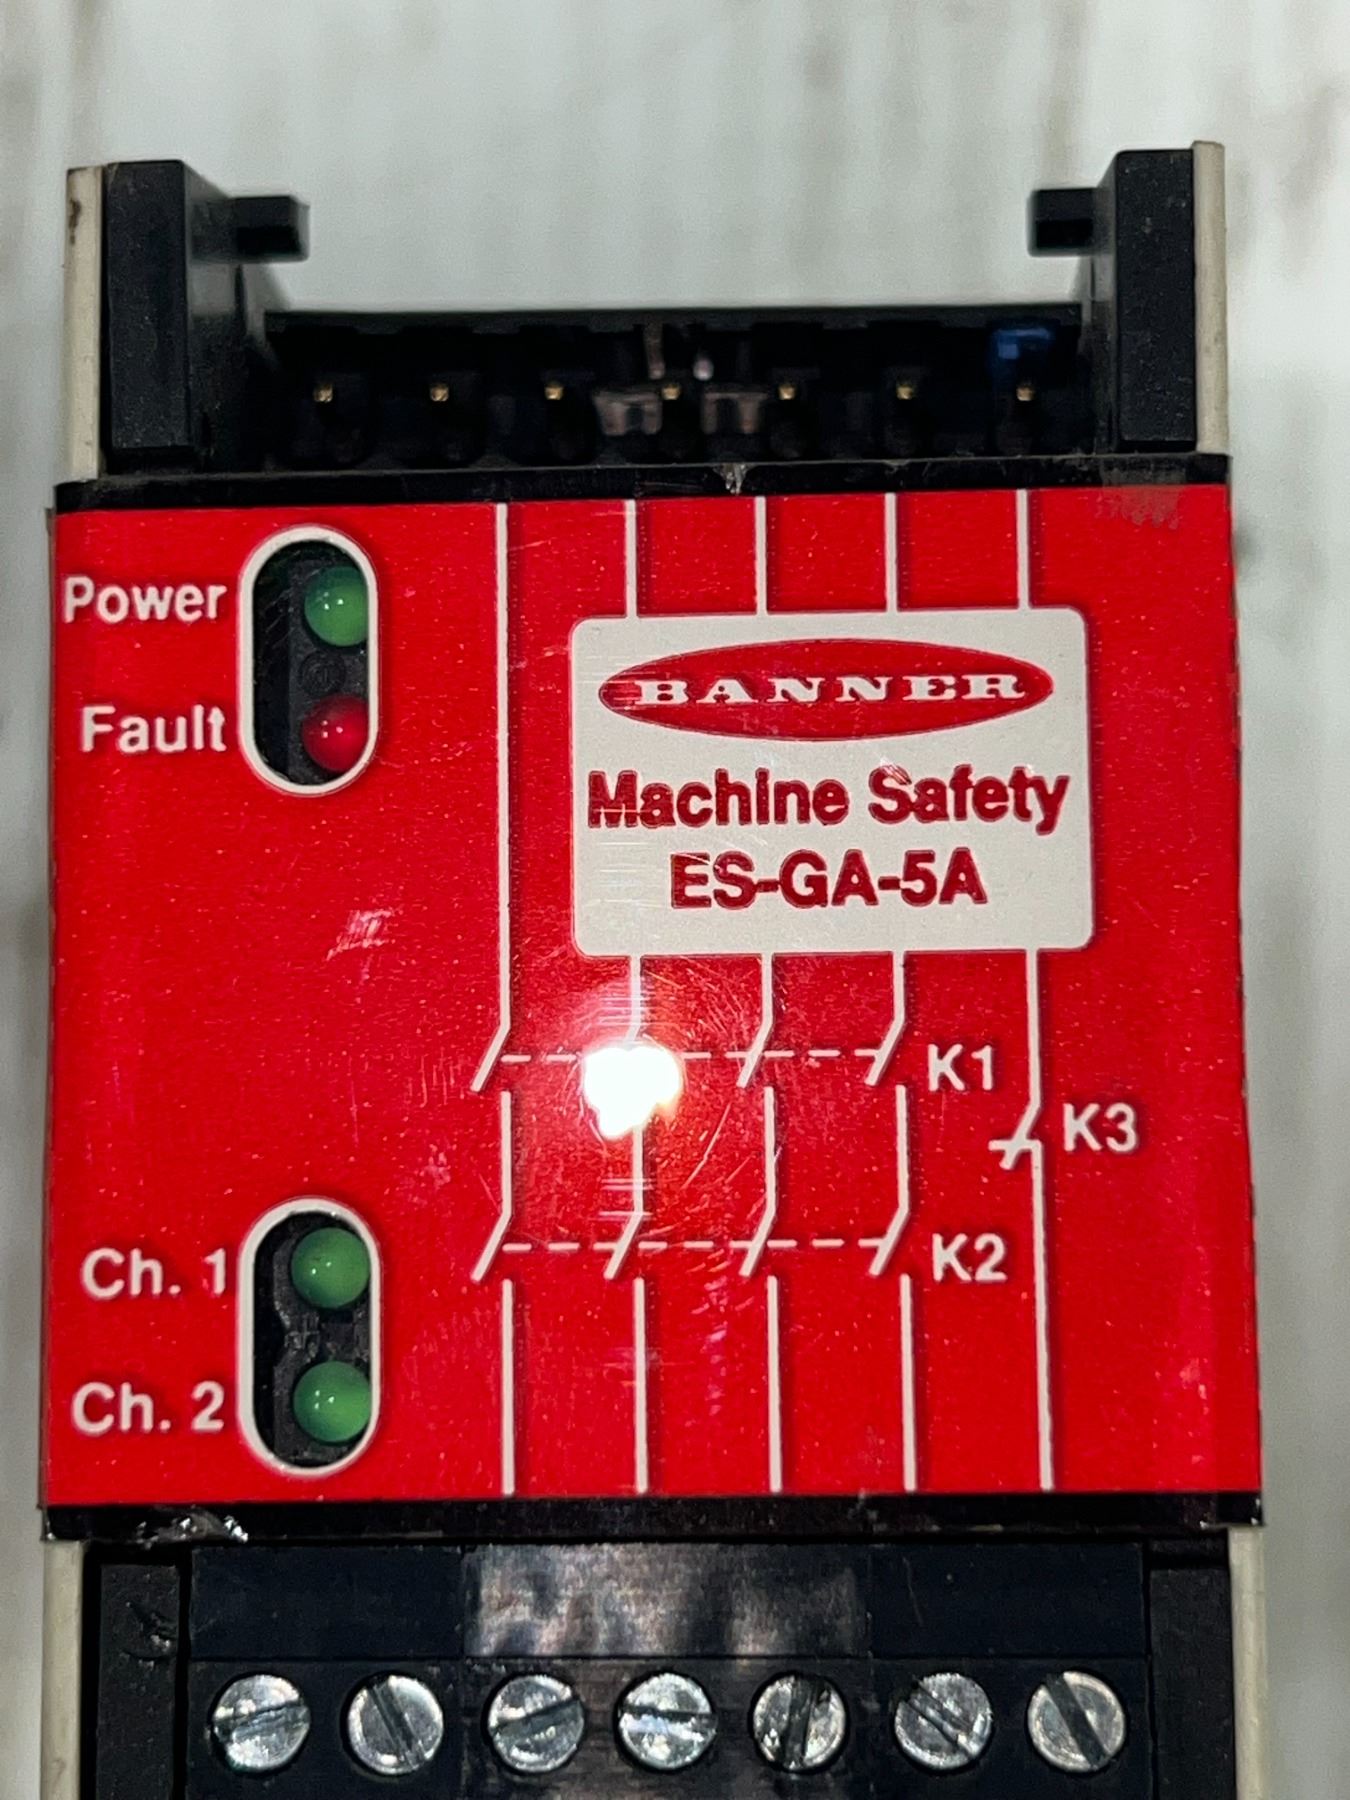 Power
Fault
BANNER
Machine Safety
ES-GA-5A
K1
K3
Ch. 1
K2
Ch. 2